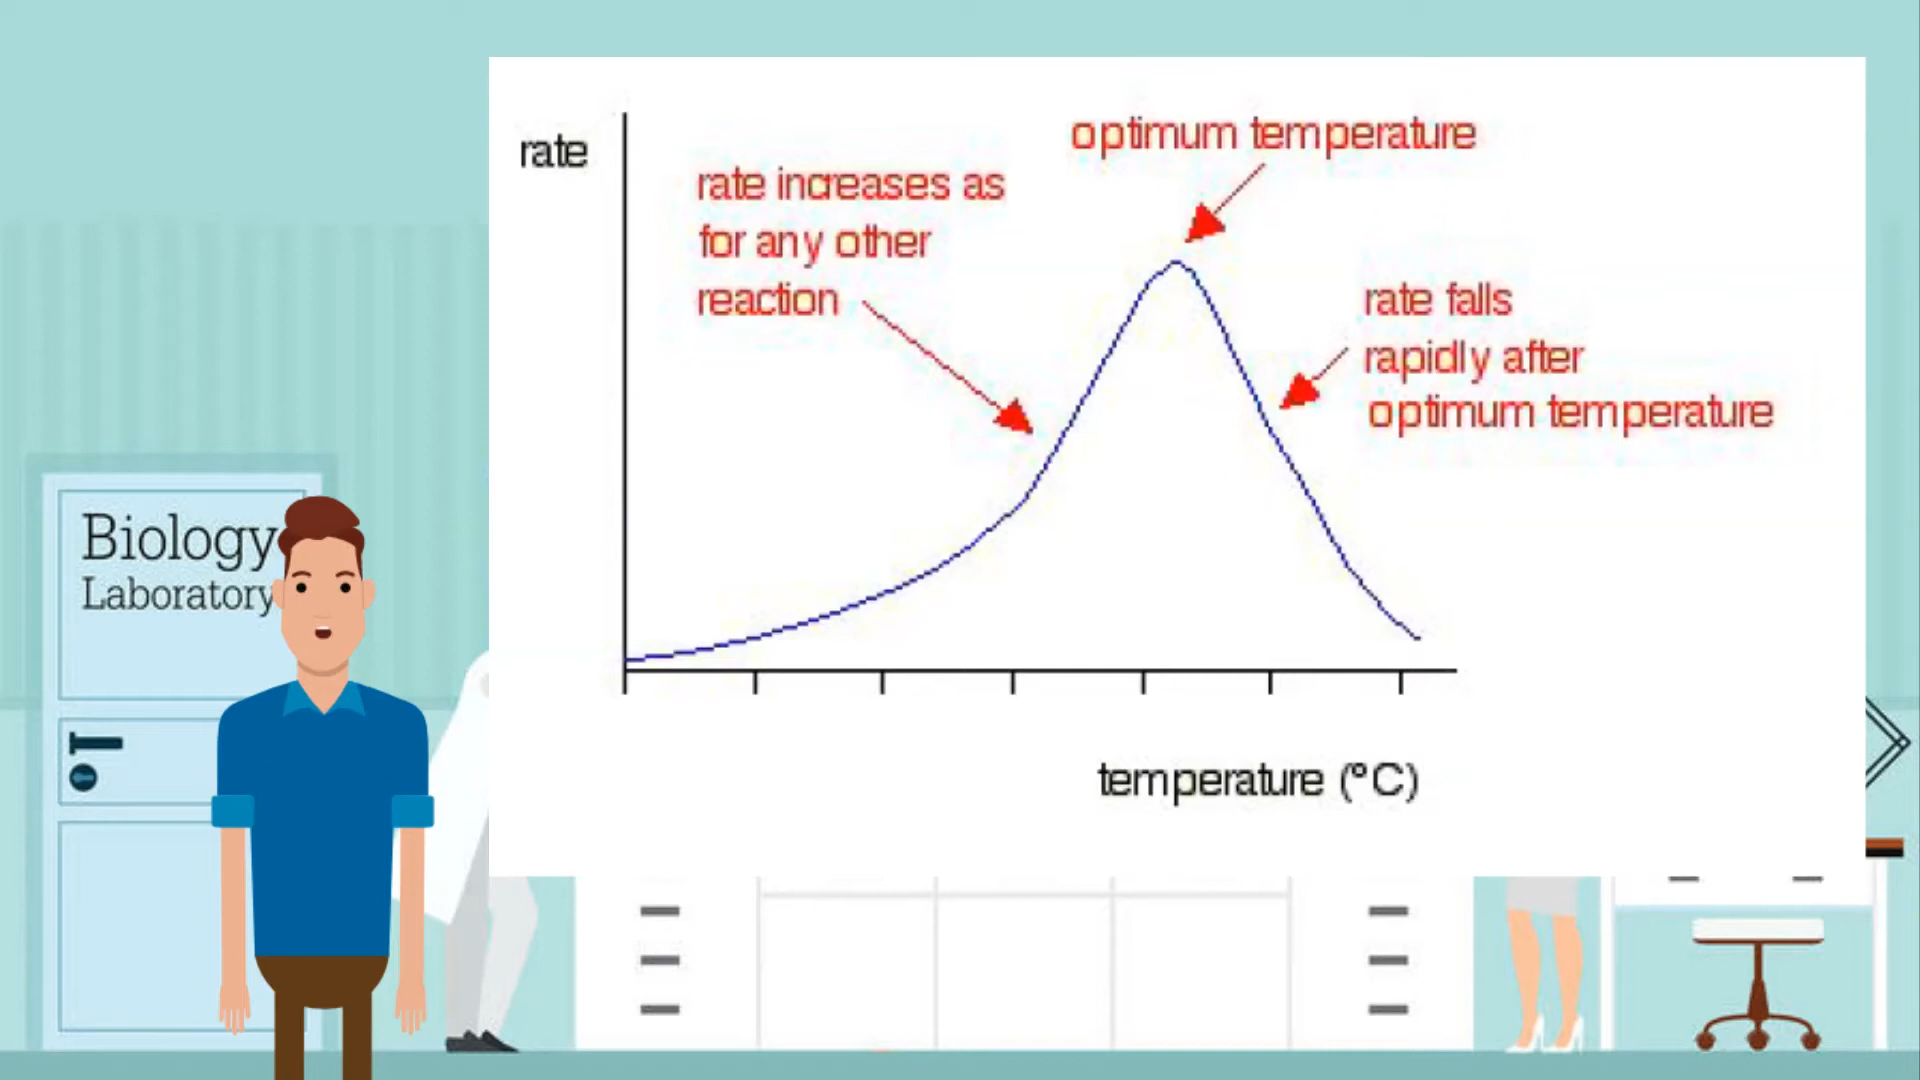 rate
rate increases as
for any other
reaction
optimum temperature
rate falls
rapidly after
optimum temperature
temperature (°C)
Biology
Laboratory